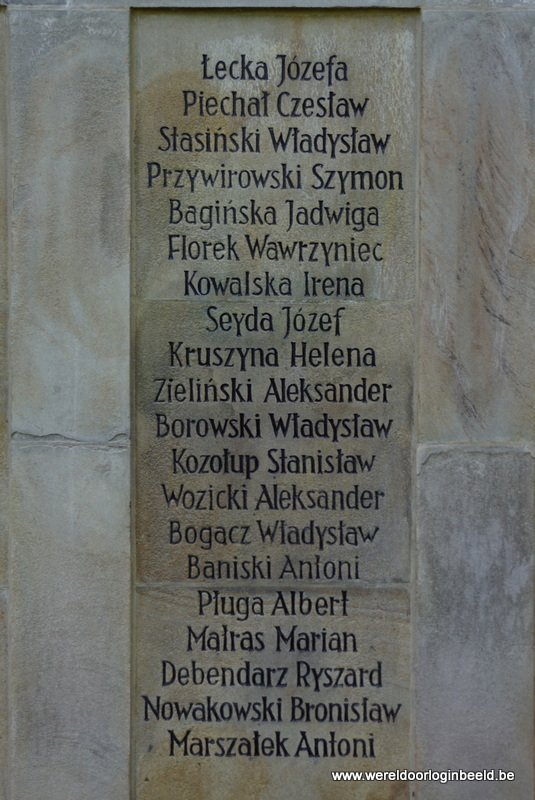 Łecka Józefa
Piechał Czesław
Stasiński Władysław
Przywirowski Szymon
Bagińska Jadwiga
Florek Wawrzyniec
Kowalska Irena
Seyda Józef
Kruszyna Helena
Zieliński Aleksander
Borowski Władysław
Kozołup Stanisław
Wozicki Aleksander
Bogacz Władysław
Baniski Antoni
Pługa Albert
Matras Marian
Debendarz Ryszard
Nowakowski Bronisław
Marszałek Antoni
www.wereldoorloginbeeld.be